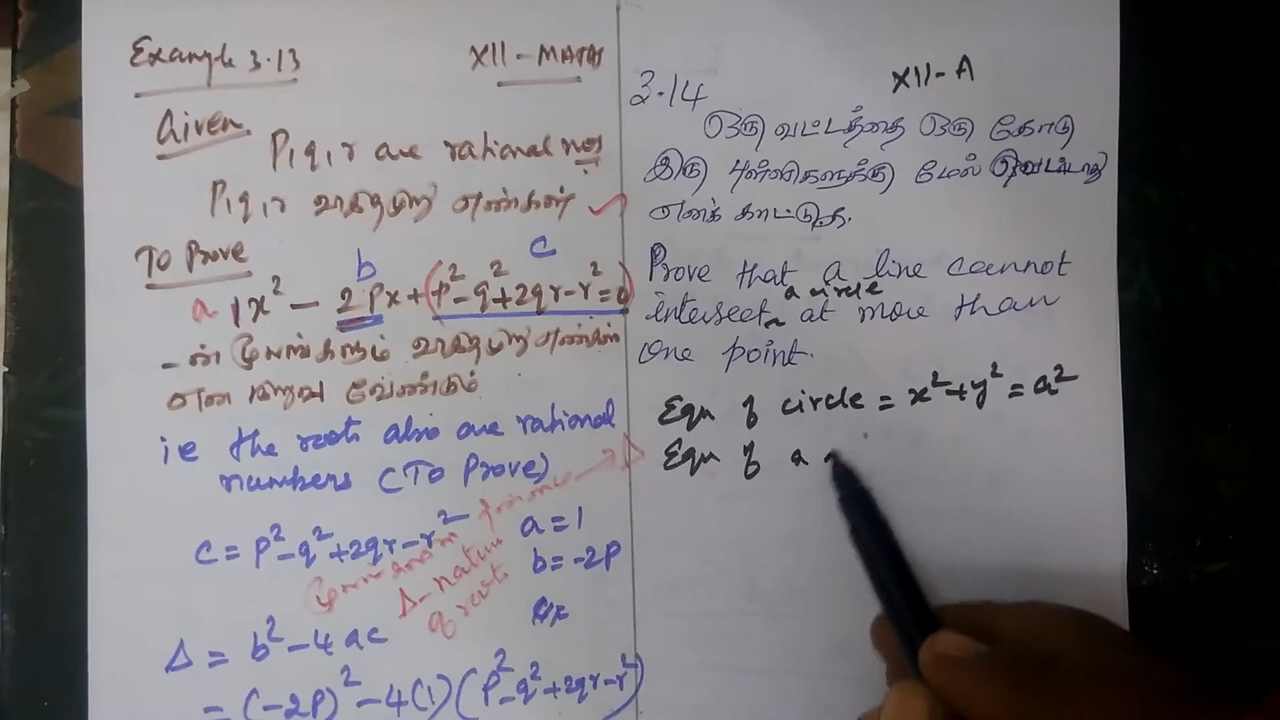 Example 3.13 XII - MATHS
Given
P, q, r are rational nos
P, q, r விகிதமுறு எண்கள்
To Prove
b c
a 1x² - 2px + (p² - q² + 2qr - r² = 0)
- ன் மூலங்களும் விகிதமுறு எண்கள்
என நிறுவ வேண்டும்
ie the roots also are rational
numbers (To Prove)
c = p² - q² + 2qr - r²
a = 1
b = -2p
Δ - nature
of roots
Δ
Δ = b² - 4ac
= (-2p)² - 4(1) (p² - q² + 2qr - r²)
XII - A
3.14
ஒரு வட்டத்தை ஒரு கோடு
இரு புள்ளிகளுக்கு மேல் வெட்டாது
எனக் காட்டுக.
Prove that a line cannot
intersect a circle at more than
one point.
Equ of circle = x² + y² = a²
Equ of a